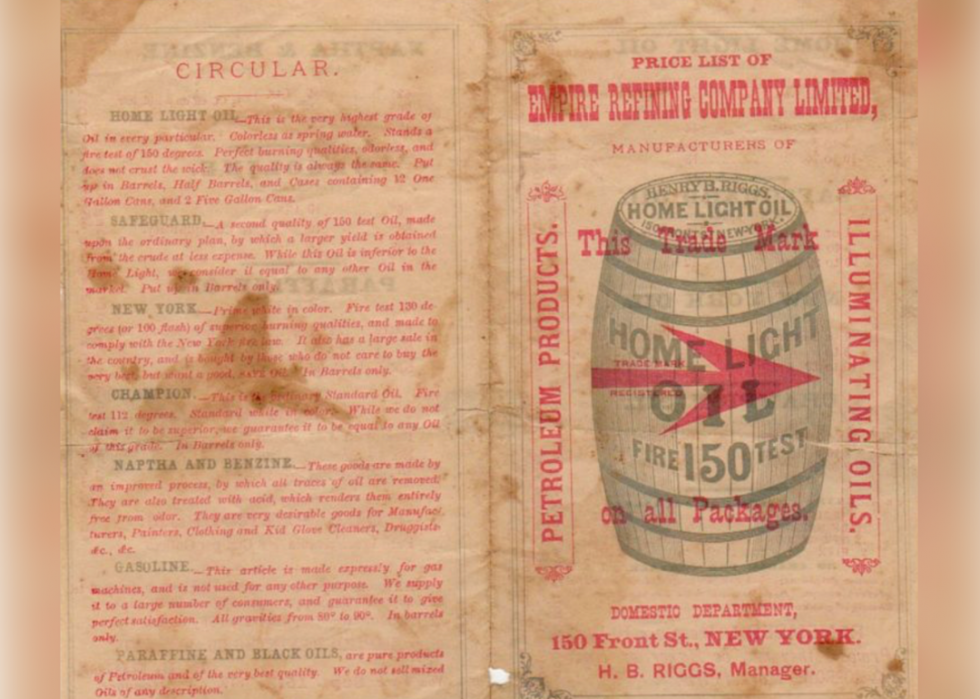 CIRCULAR.
HOME LIGHT OIL—This is the very highest grade of
Oil in every particular. Colorless as spring water. Stands a
fire test of 150 degrees. Perfect burning qualities, odorless, and
does not crust the wick. The quality is always the same. Put
up in Barrels, Half Barrels, and Cases containing 12 One
Gallon Cans, and 2 Five Gallon Cans.
SAFEGUARD.—A second quality of 150 test Oil, made
upon the ordinary plan, by which a larger yield is obtained
from the crude at less expense. While this Oil is inferior to the
Home Light, we consider it equal to any other Oil in the
market. Put up in Barrels only.
NEW YORK.—Prime white in color. Fire test 130 de-
grees (or 100 flash) of superior burning qualities, and made to
comply with the New York fire law. It also has a large sale in
the country, and is bought by those who do not care to buy the
very best, but want a good, SAFE OIL. In Barrels only.
CHAMPION.—This is the ordinary Standard Oil. Fire
test 112 degrees. Standard white in color. While we do not
claim it to be superior, we guarantee it to be equal to any Oil
of this grade. In Barrels only.
NAPTHA AND BENZINE.—These goods are made by
an improved process, by which all traces of oil are removed.
They are also treated with acid, which renders them entirely
free from odor. They are very desirable goods for Manufac-
turers, Painters, Clothing and Kid Glove Cleaners, Druggists
&c., &c.
GASOLINE.—This article is made expressly for gas
machines, and is not used for any other purpose. We supply
it to a large number of consumers, and guarantee it to give
perfect satisfaction. All gravities from 86° to 90°. In barrels
only.
PARAFFINE AND BLACK OILS, are pure products
of Petroleum and of the very best quality. We do not sell mixed
Oils of any description.
PRICE LIST OF
EMPIRE REFINING COMPANY LIMITED,
MANUFACTURERS OF
PETROLEUM PRODUCTS.
HENRY B. RIGGS,
HOME LIGHT OIL
150 FRONT ST. NEW YORK
This Trade Mark
HOME LIGHT
TRADE MARK
REGISTERED
OIL
FIRE 150 TEST
on all Packages.
ILLUMINATING OILS.
DOMESTIC DEPARTMENT,
150 Front St., NEW YORK.
H. B. RIGGS, Manager.